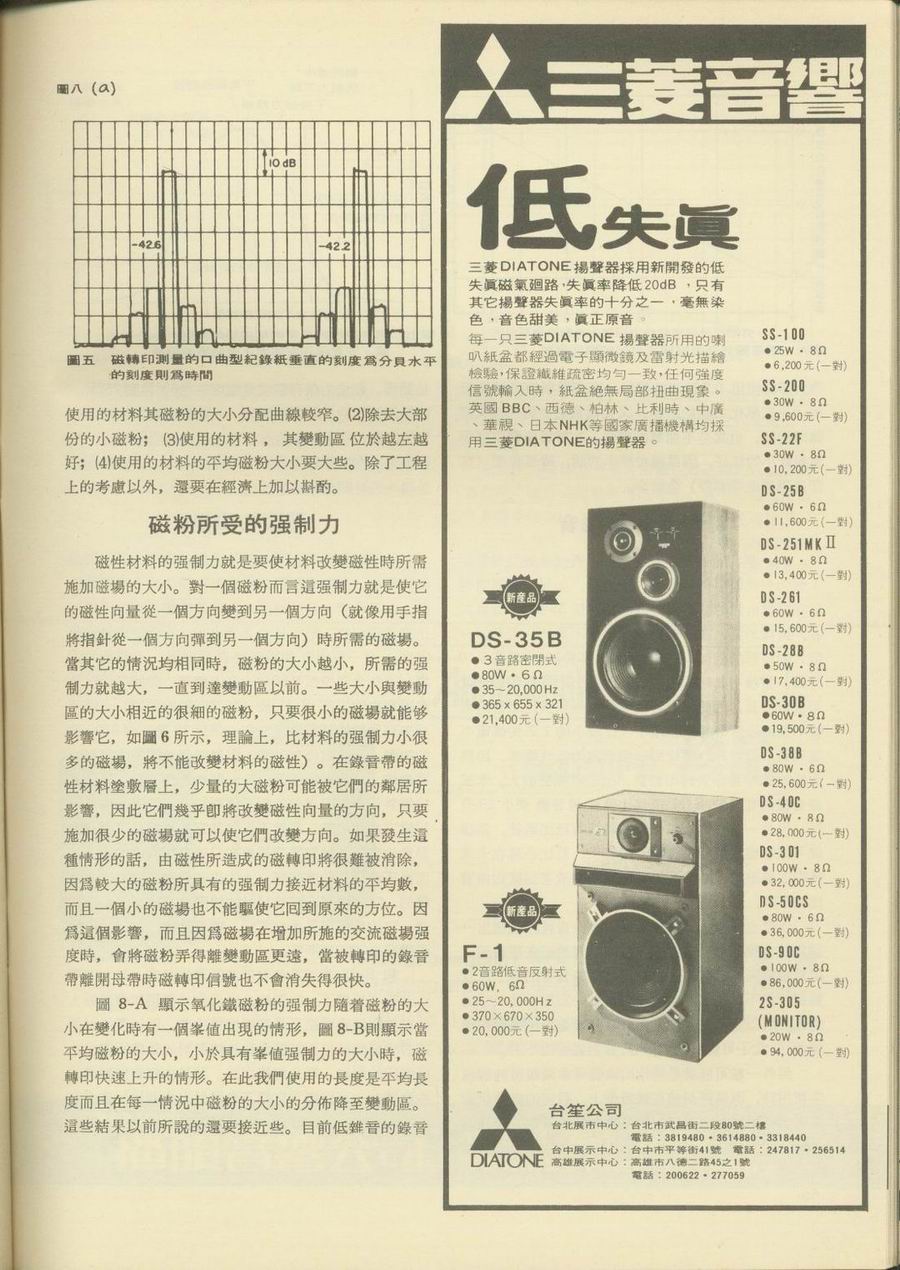 圖八 (a)
10 dB
-42.6
-42.2
圖五 磁轉印測量的口曲型紀錄紙垂直的刻度爲分貝水平
的刻度則爲時間
使用的材料其磁粉的大小分配曲線較窄。⑵除去大部
份的小磁粉; ⑶使用的材料, 其變動區位於越左越
好; ⑷使用的材料的平均磁粉大小要大些。除了工程
上的考慮以外,還要在經濟上加以斟酌。
磁粉所受的强制力
磁性材料的强制力就是要使材料改變磁性時所需
施加磁場的大小。對一個磁粉而言這强制力就是使它
的磁性向量從一個方向變到另一個方向(就像用手指
將指針從一個方向彈到另一個方向)時所需的磁場。
當其它的情況均相同時,磁粉的大小越小,所需的强
制力就越大,一直到達變動區以前。一些大小與變動
區的大小相近的很細的磁粉,只要很小的磁場就能够
影響它,如圖6所示,理論上,比材料的强制力小很
多的磁場,將不能改變材料的磁性)。在錄音帶的磁
性材料塗敷層上,少量的大磁粉可能被它們的鄰居所
影響,因此它們幾乎卽將改變磁性向量的方向,只要
施加很少的磁場就可以使它們改變方向。如果發生這
種情形的話,由磁性所造成的磁轉印將很難被消除,
因爲較大的磁粉所具有的强制力接近材料的平均數,
而且一個小的磁場也不能驅使它囘到原來的方位。因
爲這個影響,而且因爲磁場在增加所施的交流磁場强
度時,會將磁粉弄得離變動區更遠,當被轉印的錄音
帶離開母帶時磁轉印信號也不會消失得很快。
圖 8-A 顯示氧化鐵磁粉的强制力隨着磁粉的大
小在變化時有一個峯值出現的情形,圖8-B則顯示當
平均磁粉的大小,小於具有峯值强制力的大小時,磁
轉印快速上升的情形。在此我們使用的長度是平均長
度而且在每一情況中磁粉的大小的分佈降至變動區。
這些結果以前所說的還要接近些。目前低雜音的錄音
三菱音響
低失眞
三菱DIATONE揚聲器採用新開發的低
失眞磁氣廻路,失眞率降低20dB,只有
其它揚聲器失眞率的十分之一,毫無染
色,音色甜美,眞正原音。
每一只三菱DIATONE 揚聲器所用的喇
叭紙盆都經過電子顯微鏡及雷射光描繪
檢驗,保證纖維疏密均勻一致,任何強度
信號輸入時,紙盆絕無局部扭曲現象。
英國BBC、西德、柏林、比利時、中廣
、華視、日本NHK等國家廣播機構均採
用三菱DIATONE的揚聲器。
新產品
DS-35B
●3音路密閉式
●80W・6Ω
●35~20,000Hz
●365 x 655 x 321
●21,400元(一對)
新產品
F-1
●2音路低音反射式
●60W, 6Ω
●25~20,000Hz
●370×670×350
●20,000元(一對)
SS-100
●25W・8Ω
●6,200元(一對)
SS-200
●30W・8Ω
●9,600元(一對)
SS-22F
●30W・8Ω
●10,200元(一對)
DS-25B
●60W・6Ω
●11,600元(一對)
DS-251MKⅡ
●40W・8Ω
●13,400元(一對)
DS-261
●60W・6Ω
●15,600元(一對)
DS-28B
●50W・8Ω
●17,400元(一對)
DS-30B
●60W・8Ω
●19,500元(一對)
DS-38B
●80W・6Ω
●25,600元(一對)
DS-40C
●80W・8Ω
●28,000元(一對)
DS-301
●100W・8Ω
●32,000元(一對)
DS-50CS
●80W・6Ω
●36,000元(一對)
DS-90C
●100W・8Ω
●86,000元(一對)
2S-305
(MONITOR)
●20W・8Ω
●94,000元(一對)
DIATONE
台笙公司
台北展市中心:台北市武昌街二段80號二樓
電話:3819480・3614880・3318440
台中展示中心:台中市平等街41號 電話:247817・256514
高雄展示中心:高雄市八德二路45之1號
電話:200622・277059